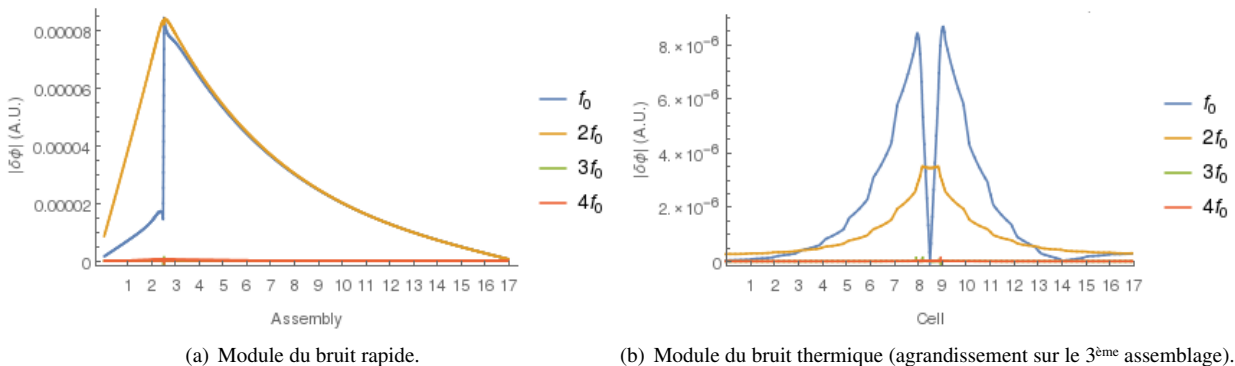 0.00008
0.00006
0.00004
0.00002
0
|δϕ| (A.U.)
1 2 3 4 5 6 7 8 9 10 11 12 13 14 15 16 17
Assembly
f₀
2f₀
3f₀
4f₀
(a) Module du bruit rapide.
8. × 10⁻⁶
6. × 10⁻⁶
4. × 10⁻⁶
2. × 10⁻⁶
0
|δϕ| (A.U.)
1 2 3 4 5 6 7 8 9 10 11 12 13 14 15 16 17
Cell
f₀
2f₀
3f₀
4f₀
(b) Module du bruit thermique (agrandissement sur le 3ème assemblage).